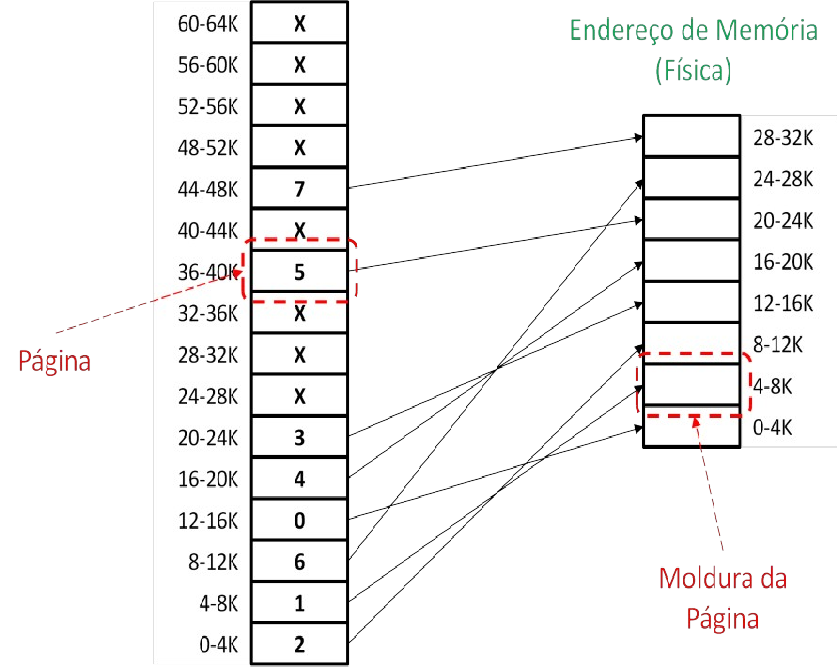 60-64K X
56-60K X
52-56K X
48-52K X
44-48K 7
40-44K X
36-40K 5
32-36K X
28-32K X
24-28K X
20-24K 3
16-20K 4
12-16K 0
8-12K 6
4-8K 1
0-4K 2
Página
Endereço de Memória
(Física)
28-32K
24-28K
20-24K
16-20K
12-16K
8-12K
4-8K
0-4K
Moldura da
Página